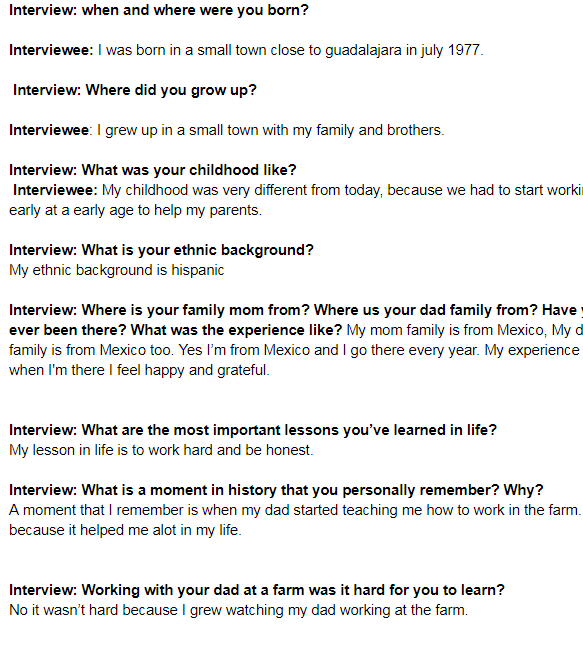 Interview: when and where were you born?
Interviewee: I was born in a small town close to guadalajara in july 1977.
Interview: Where did you grow up?
Interviewee: I grew up in a small town with my family and brothers.
Interview: What was your childhood like?
Interviewee: My childhood was very different from today, because we had to start
early at a early age to help my parents.
Interview: What is your ethnic background?
My ethnic background is hispanic
Interview: Where is your family mom from? Where us your dad family from? Have
ever been there? What was the experience like? My mom family is from Mexico, My
family is from Mexico too. Yes I'm from Mexico and I go there every year. My experience
when I'm there I feel happy and grateful.
Interview: What are the most important lessons you've learned in life?
My lesson in life is to work hard and be honest.
Interview: What is a moment in history that you personally remember? Why?
A moment that I remember is when my dad started teaching me how to work in the farm.
because it helped me alot in my life.
Interview: Working with your dad at a farm was it hard for you to learn?
No it wasn't hard because I grew watching my dad working at the farm.